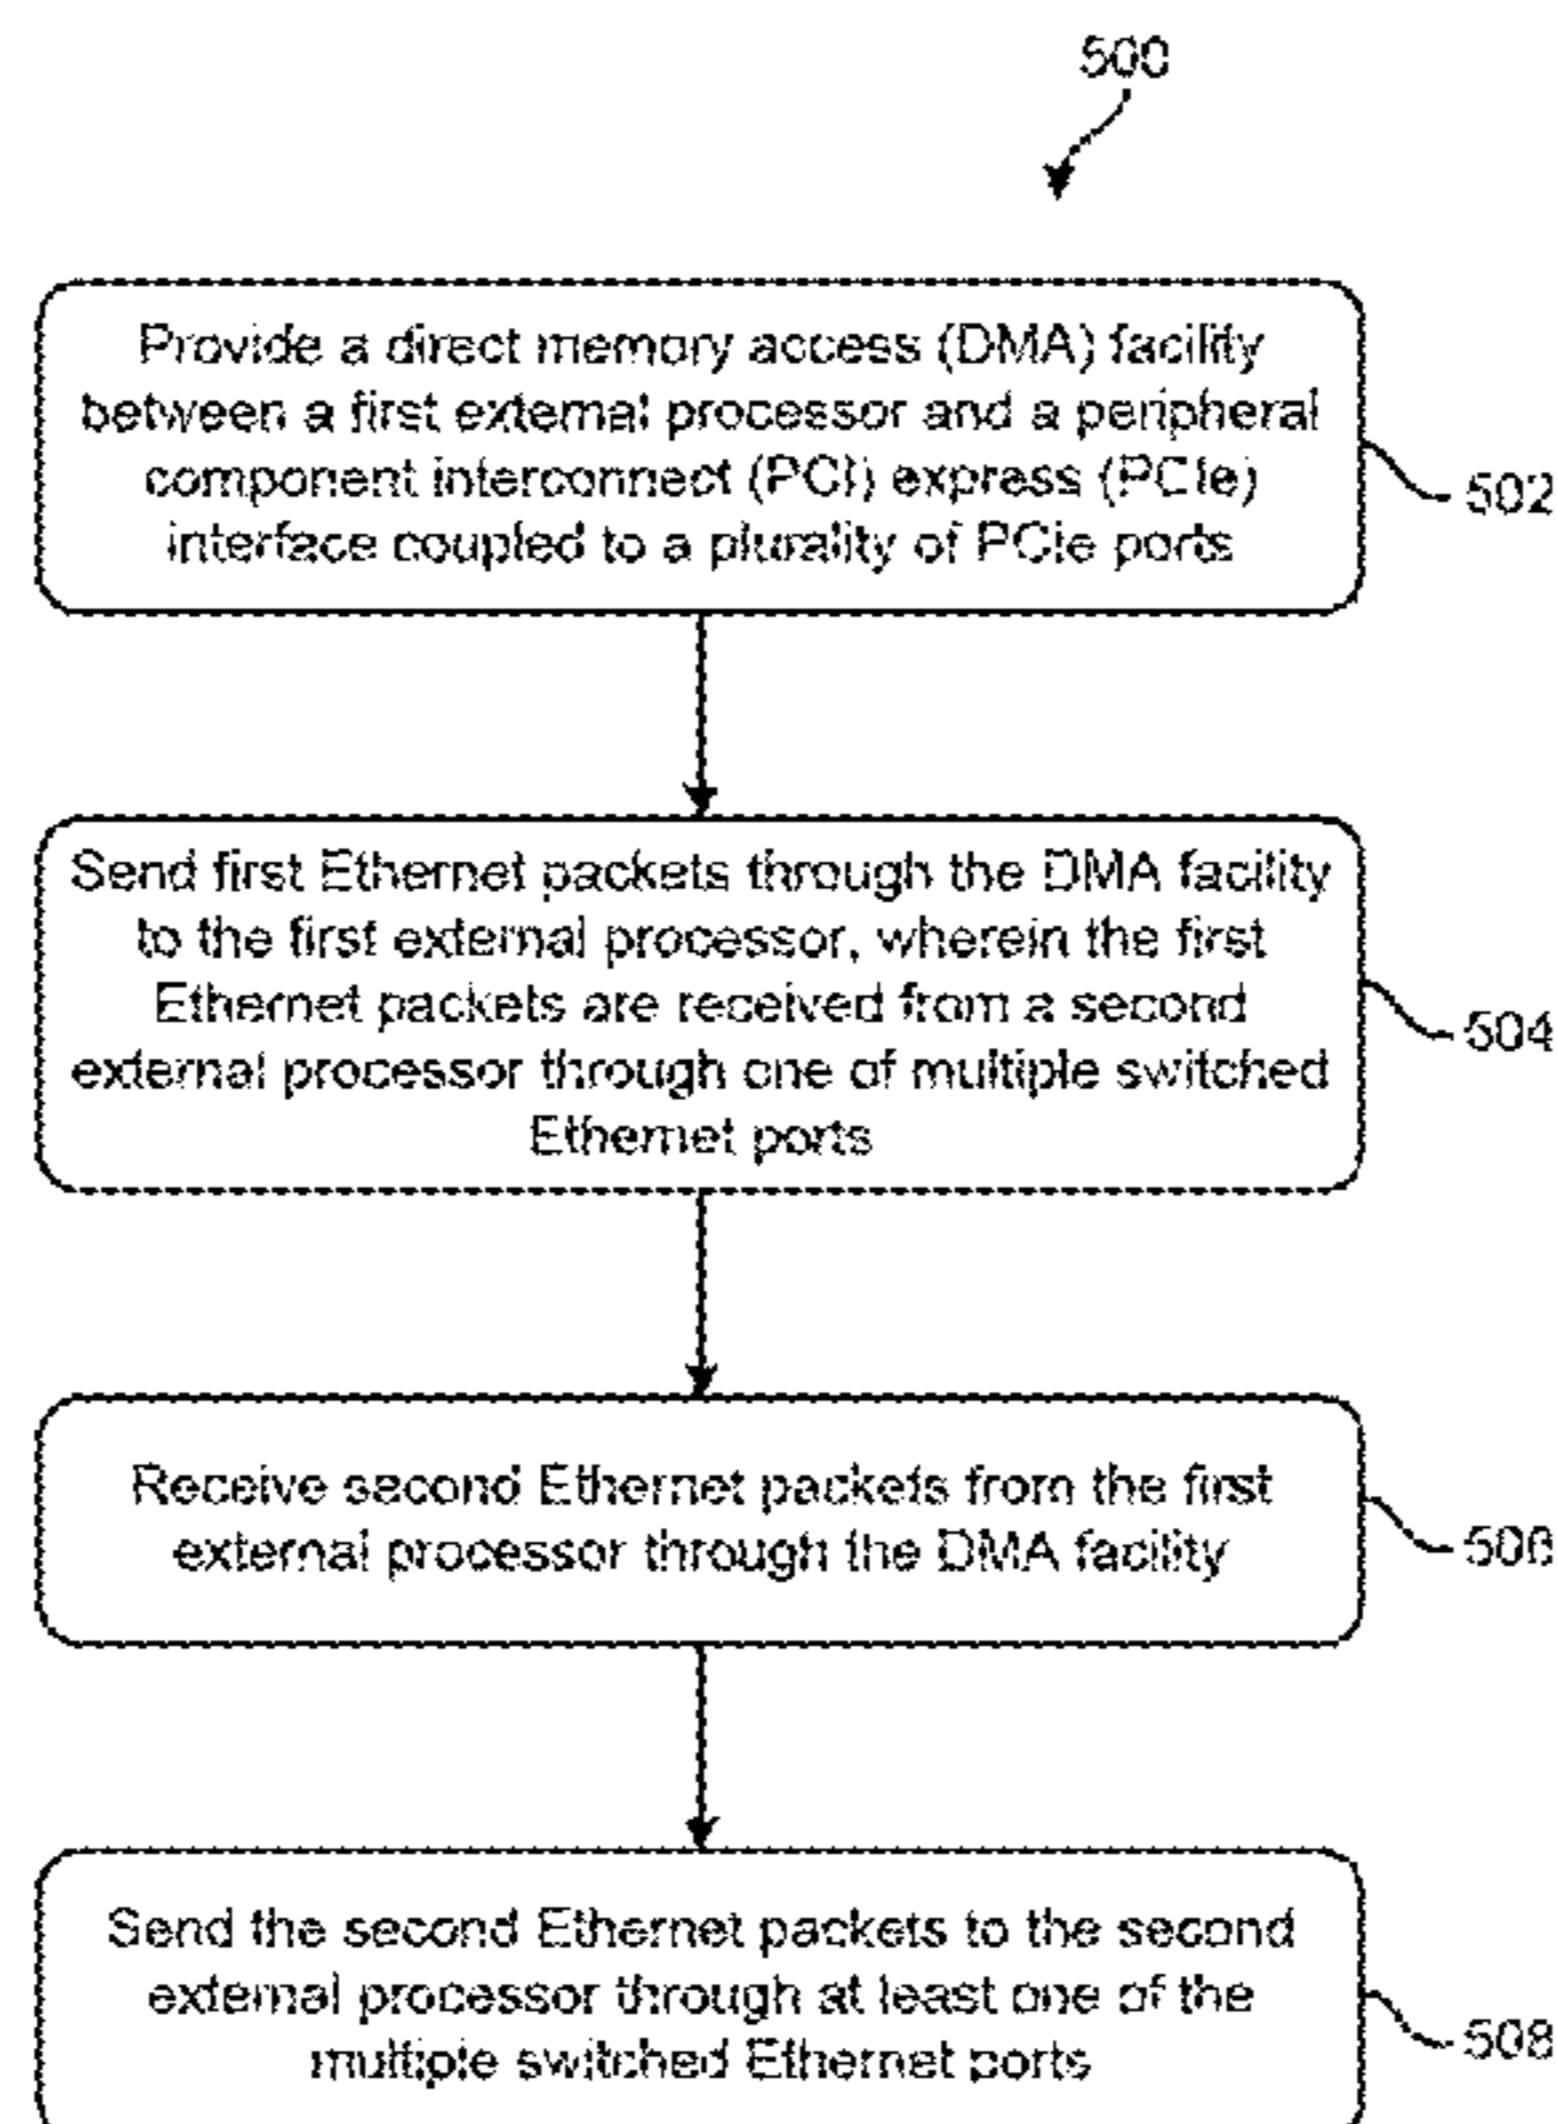 500
Provide a direct memory access (DMA) facility
between a first external processor and a peripheral
component interconnect (PCI) express (PCIe)
interface coupled to a plurality of PCIe ports
502
Send first Ethernet packets through the DMA facility
to the first external processor, wherein the first
Ethernet packets are received from a second
external processor through one of multiple switched
Ethernet ports
504
Receive second Ethernet packets from the first
external processor through the DMA facility
506
Send the second Ethernet packets to the second
external processor through at least one of the
multiple switched Ethernet ports
508